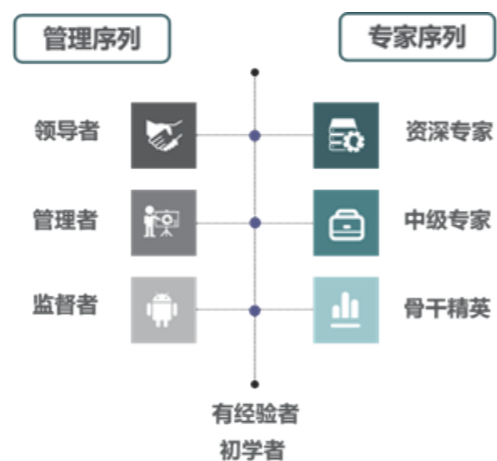 管理序列 专家序列
领导者 资深专家
管理者 中级专家
监督者 骨干精英
有经验者
初学者